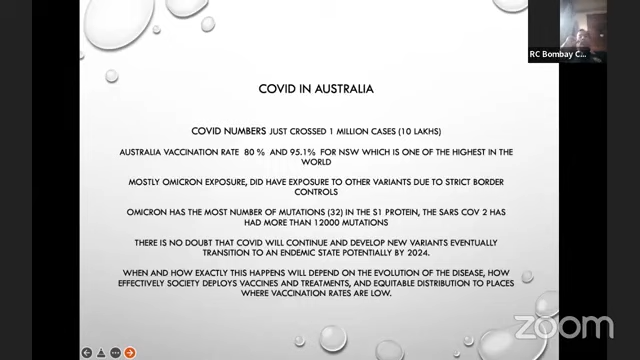 RC Bombay C...
COVID IN AUSTRALIA
COVID NUMBERS JUST CROSSED 1 MILLION CASES (10 LAKHS)
AUSTRALIA VACCINATION RATE 80 % AND 95.1% FOR NSW WHICH IS ONE OF THE HIGHEST IN THE
WORLD
MOSTLY OMICRON EXPOSURE, DID HAVE EXPOSURE TO OTHER VARIANTS DUE TO STRICT BORDER
CONTROLS
OMICRON HAS THE MOST NUMBER OF MUTATIONS (32) IN THE S1 PROTEIN, THE SARS COV 2 HAS
HAD MORE THAN 12000 MUTATIONS
THERE IS NO DOUBT THAT COVID WILL CONTINUE AND DEVELOP NEW VARIANTS EVENTUALLY
TRANSITION TO AN ENDEMIC STATE POTENTIALLY BY 2024.
WHEN AND HOW EXACTLY THIS HAPPENS WILL DEPEND ON THE EVOLUTION OF THE DISEASE, HOW
EFFECTIVELY SOCIETY DEPLOYS VACCINES AND TREATMENTS, AND EQUITABLE DISTRIBUTION TO PLACES
WHERE VACCINATION RATES ARE LOW.
zoom